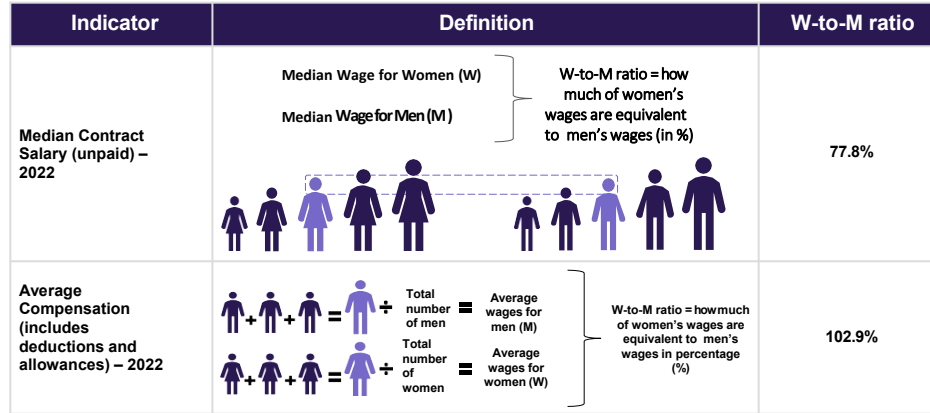 Indicator
Definition
W-to-M ratio
Median Contract
Salary (unpaid) –
2022
Median Wage for Women (W)
Median Wage for Men (M)
W-to-M ratio = how
much of women's
wages are equivalent
to men's wages (in %)
77.8%
Average
Compensation
(includes
deductions and
allowances) – 2022
+ + = ÷
Total
number
of men
=
Average
wages for
men (M)
+ + = ÷
Total
number
of
women
=
Average
wages for
women (W)
W-to-M ratio = how much
of women's wages are
equivalent to men's
wages in percentage
(%)
102.9%